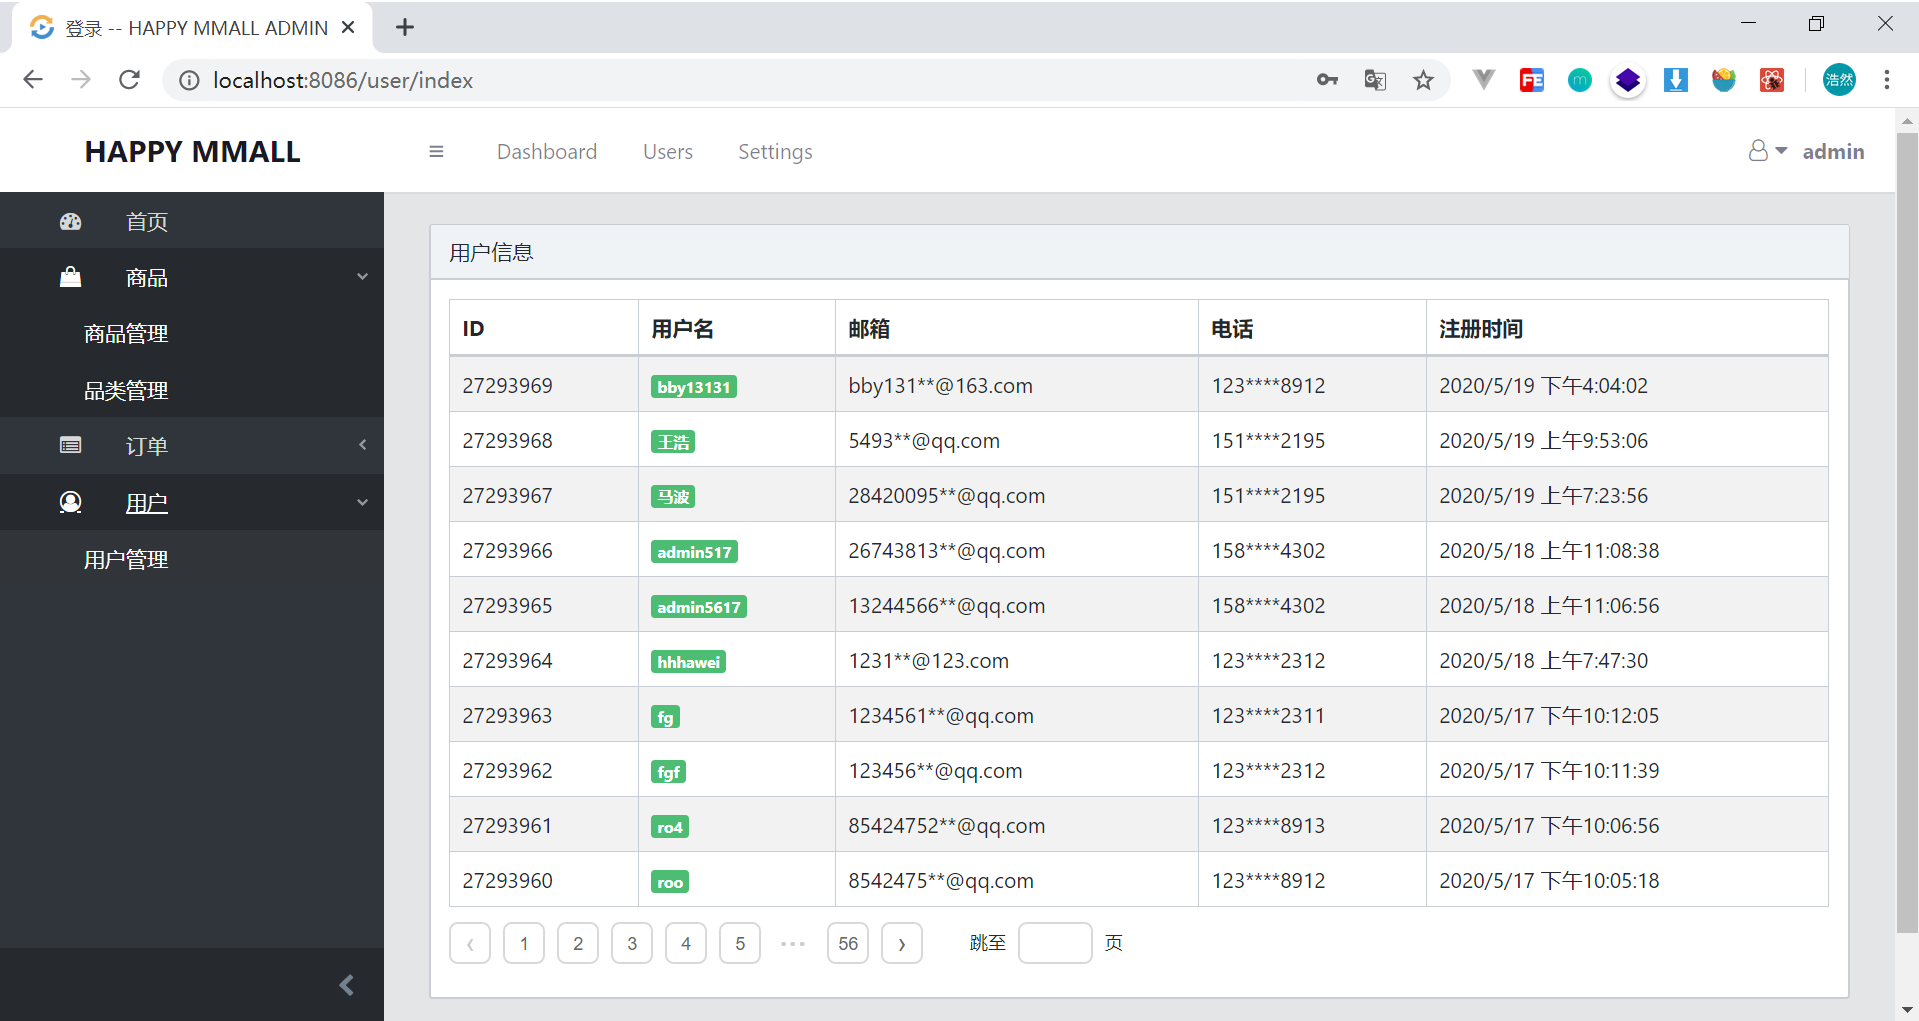 登录 -- HAPPY MMALL ADMIN
localhost:8086/user/index
FE
m
浩然
HAPPY MMALL
Dashboard Users Settings
admin
首页
商品
商品管理
品类管理
订单
用户
用户管理
用户信息
ID 用户名 邮箱 电话 注册时间
27293969 bby13131 bby131**@163.com 123****8912 2020/5/19 下午4:04:02
27293968 王浩 5493**@qq.com 151****2195 2020/5/19 上午9:53:06
27293967 马波 28420095**@qq.com 151****2195 2020/5/19 上午7:23:56
27293966 admin517 26743813**@qq.com 158****4302 2020/5/18 上午11:08:38
27293965 admin5617 13244566**@qq.com 158****4302 2020/5/18 上午11:06:56
27293964 hhhawei 1231**@123.com 123****2312 2020/5/18 上午7:47:30
27293963 fg 1234561**@qq.com 123****2311 2020/5/17 下午10:12:05
27293962 fgf 123456**@qq.com 123****2312 2020/5/17 下午10:11:39
27293961 ro4 85424752**@qq.com 123****8913 2020/5/17 下午10:06:56
27293960 roo 8542475**@qq.com 123****8912 2020/5/17 下午10:05:18
‹ 1 2 3 4 5 ••• 56 › 跳至 页